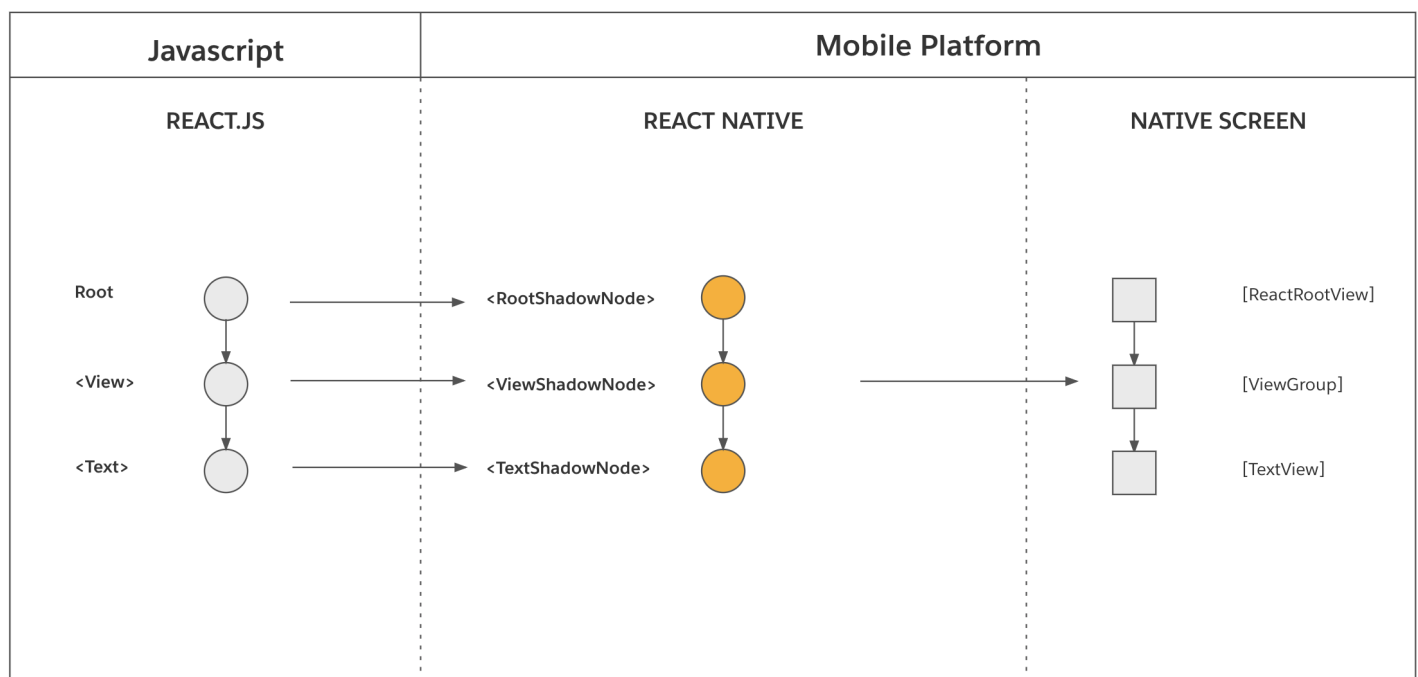 Javascript
Mobile Platform
REACT.JS
REACT NATIVE
NATIVE SCREEN
Root
<RootShadowNode>
[ReactRootView]
<View>
<ViewShadowNode>
[ViewGroup]
<Text>
<TextShadowNode>
[TextView]